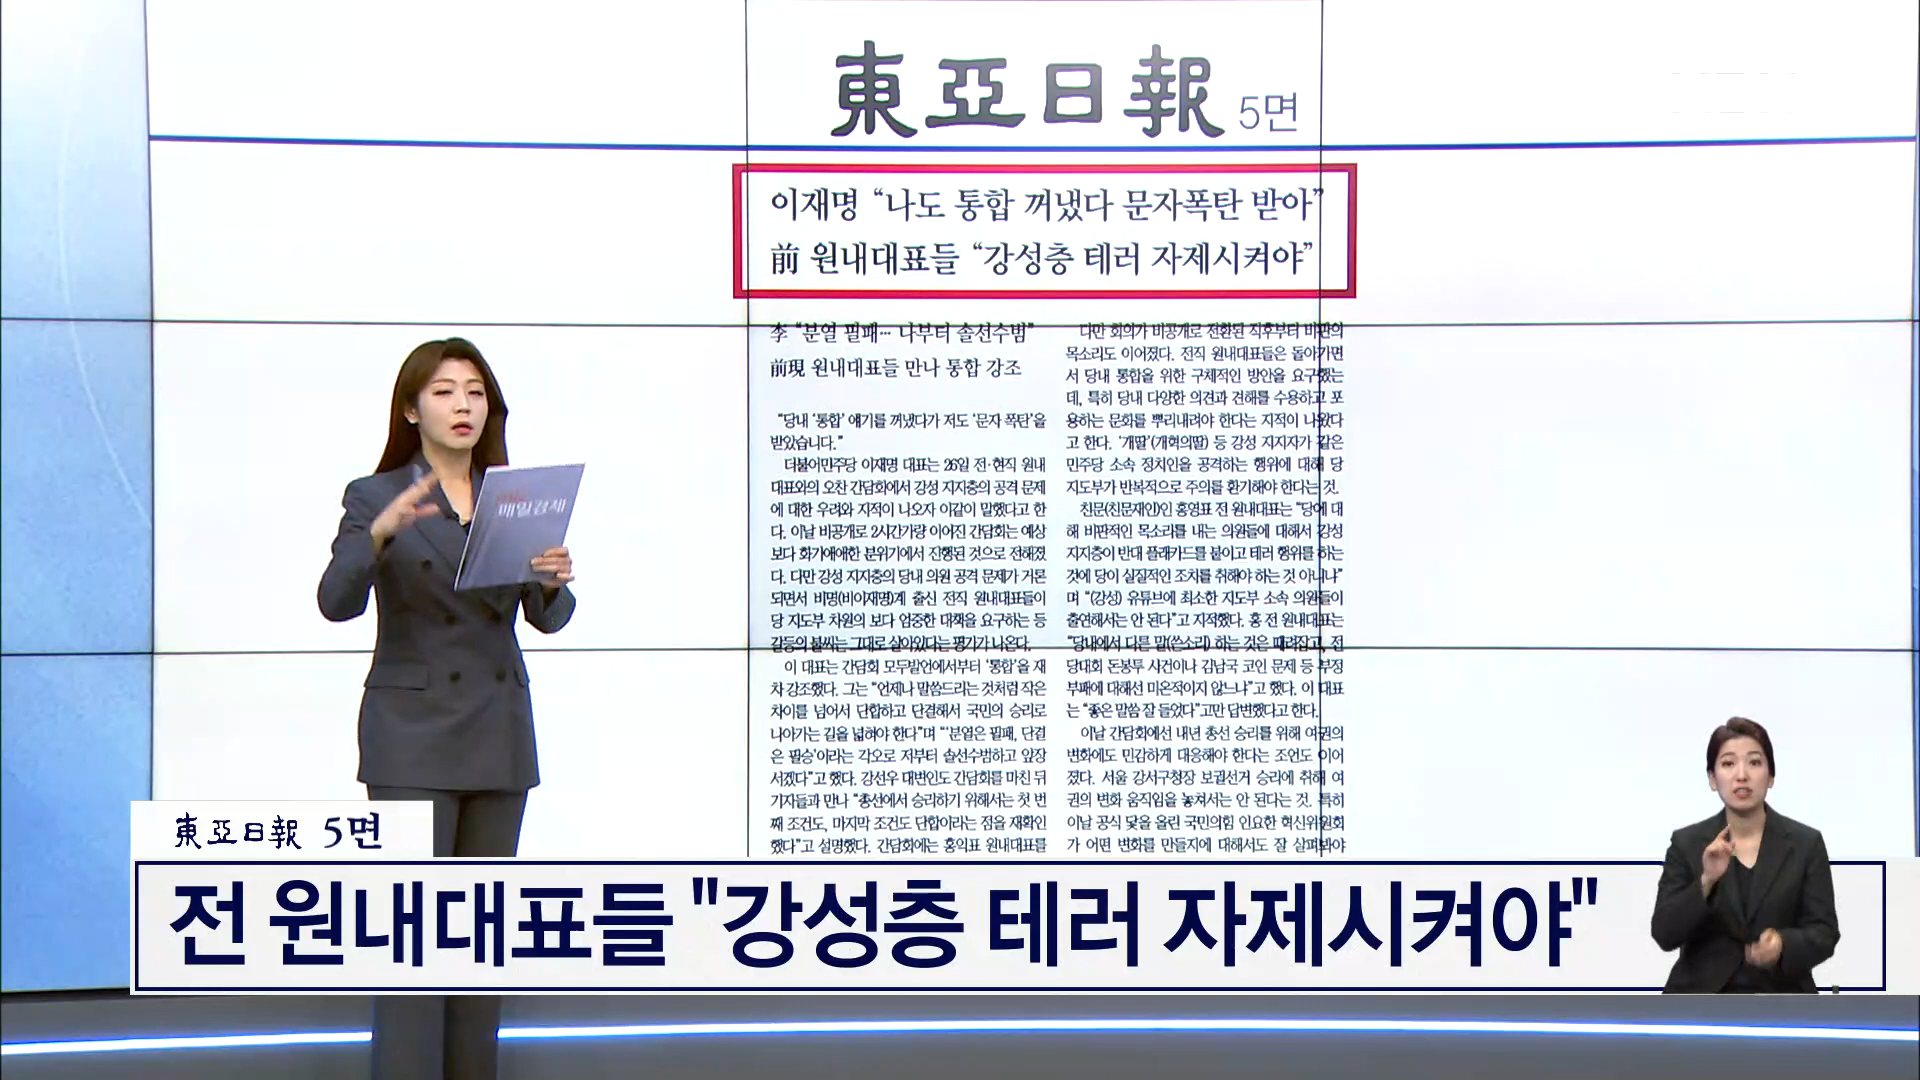 東亞日報 5면
이재명 “나도 통합 꺼냈다 문자폭탄 받아”
前 원내대표들 “강성층 테러 자제시켜야”
李 “분열 필패… 나부터 솔선수범”
前現 원내대표들 만나 통합 강조
“당내 ‘통합’ 얘기를 꺼냈다가 저도 ‘문자 폭탄’을
받았습니다.”
더불어민주당 이재명 대표는 26일 전·현직 원내
대표와의 오찬 간담회에서 강성 지지층의 공격 문제
에 대한 우려와 지적이 나오자 이같이 말했다고 한
다. 이날 비공개로 2시간가량 이어진 간담회는 예상
보다 화기애애한 분위기에서 진행된 것으로 전해졌
다. 다만 강성 지지층의 당내 의원 공격 문제가 거론
되면서 비명(비이재명)계 출신 전직 원내대표들이
당 지도부 차원의 보다 엄중한 대책을 요구하는 등
갈등의 불씨는 그대로 살아있다는 평가가 나온다.
이 대표는 간담회 모두발언에서부터 ‘통합’을 재
차 강조했다. 그는 “언제나 말씀드리는 것처럼 작은
차이를 넘어서 단합하고 단결해서 국민의 승리로
나아가는 길을 넓혀야 한다”며 “‘분열은 필패, 단결
은 필승’이라는 각오로 저부터 솔선수범하고 앞장
서겠다”고 했다. 강선우 대변인도 간담회를 마친 뒤
기자들과 만나 “총선에서 승리하기 위해서는 첫 번
째 조건도, 마지막 조건도 단합이라는 점을 재확인
했다”고 설명했다. 간담회에는 홍익표 원내대표를
다만 회의가 비공개로 전환된 직후부터 비판의
목소리도 이어졌다. 전직 원내대표들은 돌아가면
서 당내 통합을 위한 구체적인 방안을 요구했는
데, 특히 당내 다양한 의견과 견해를 수용하고 포
용하는 문화를 뿌리내려야 한다는 지적이 나왔다
고 한다. ‘개딸’(개혁의딸) 등 강성 지지자가 같은
민주당 소속 정치인을 공격하는 행위에 대해 당
지도부가 반복적으로 주의를 환기해야 한다는 것.
친문(친문재인)인 홍영표 전 원내대표는 “당에 대
해 비판적인 목소리를 내는 의원들에 대해서 강성
지지층이 반대 플래카드를 붙이고 테러 행위를 하는
것에 당이 실질적인 조치를 취해야 하는 것 아니냐”
며 “(강성) 유튜브에 최소한 지도부 소속 의원들이
출연해서는 안 된다”고 지적했다. 홍 전 원내대표는
“당내에서 다른 말(쓴소리) 하는 것은 때려잡고, 전
당대회 돈봉투 사건이나 김남국 코인 문제 등 부정
부패에 대해선 미온적이지 않느냐”고 했다. 이 대표
는 “좋은 말씀 잘 들었다”고만 답변했다고 한다.
이날 간담회에선 내년 총선 승리를 위해 여권의
변화에도 민감하게 대응해야 한다는 조언도 이어
졌다. 서울 강서구청장 보궐선거 승리에 취해 여
권의 변화 움직임을 놓쳐서는 안 된다는 것. 특히
이날 공식 닻을 올린 국민의힘 인요한 혁신위원회
가 어떤 변화를 만들지에 대해서도 잘 살펴봐야
매일경제
東亞日報 5면
전 원내대표들 "강성층 테러 자제시켜야"